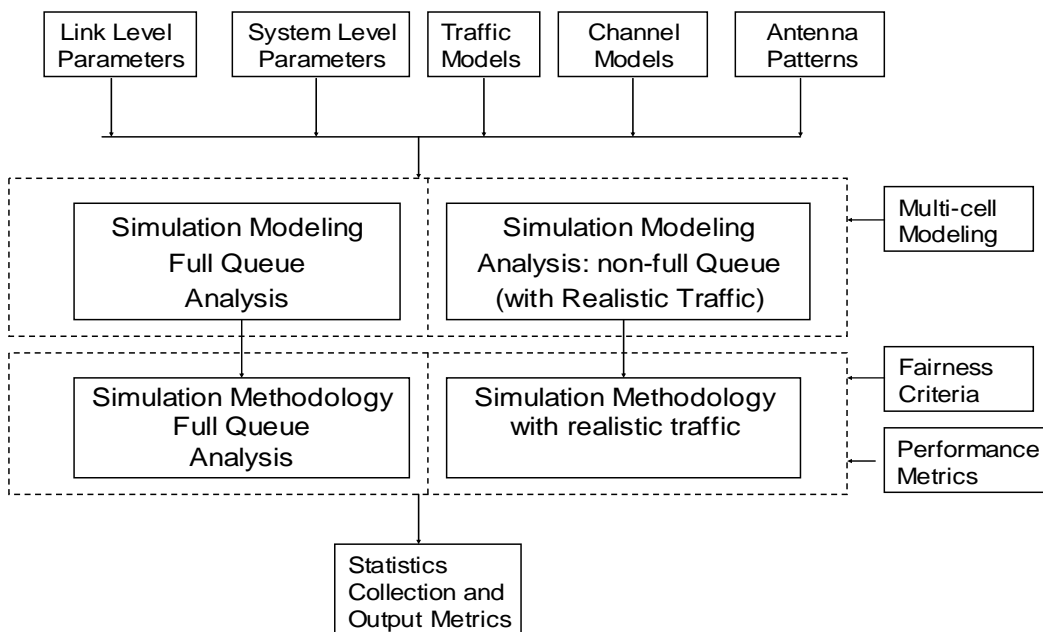 Link Level
Parameters
System Level
Parameters
Traffic
Models
Channel
Models
Antenna
Patterns
Simulation Modeling
Full Queue
Analysis
Simulation Modeling
Analysis: non-full Queue
(with Realistic Traffic)
Multi-cell
Modeling
Simulation Methodology
Full Queue
Analysis
Simulation Methodology
with realistic traffic
Fairness
Criteria
Performance
Metrics
Statistics
Collection and
Output Metrics